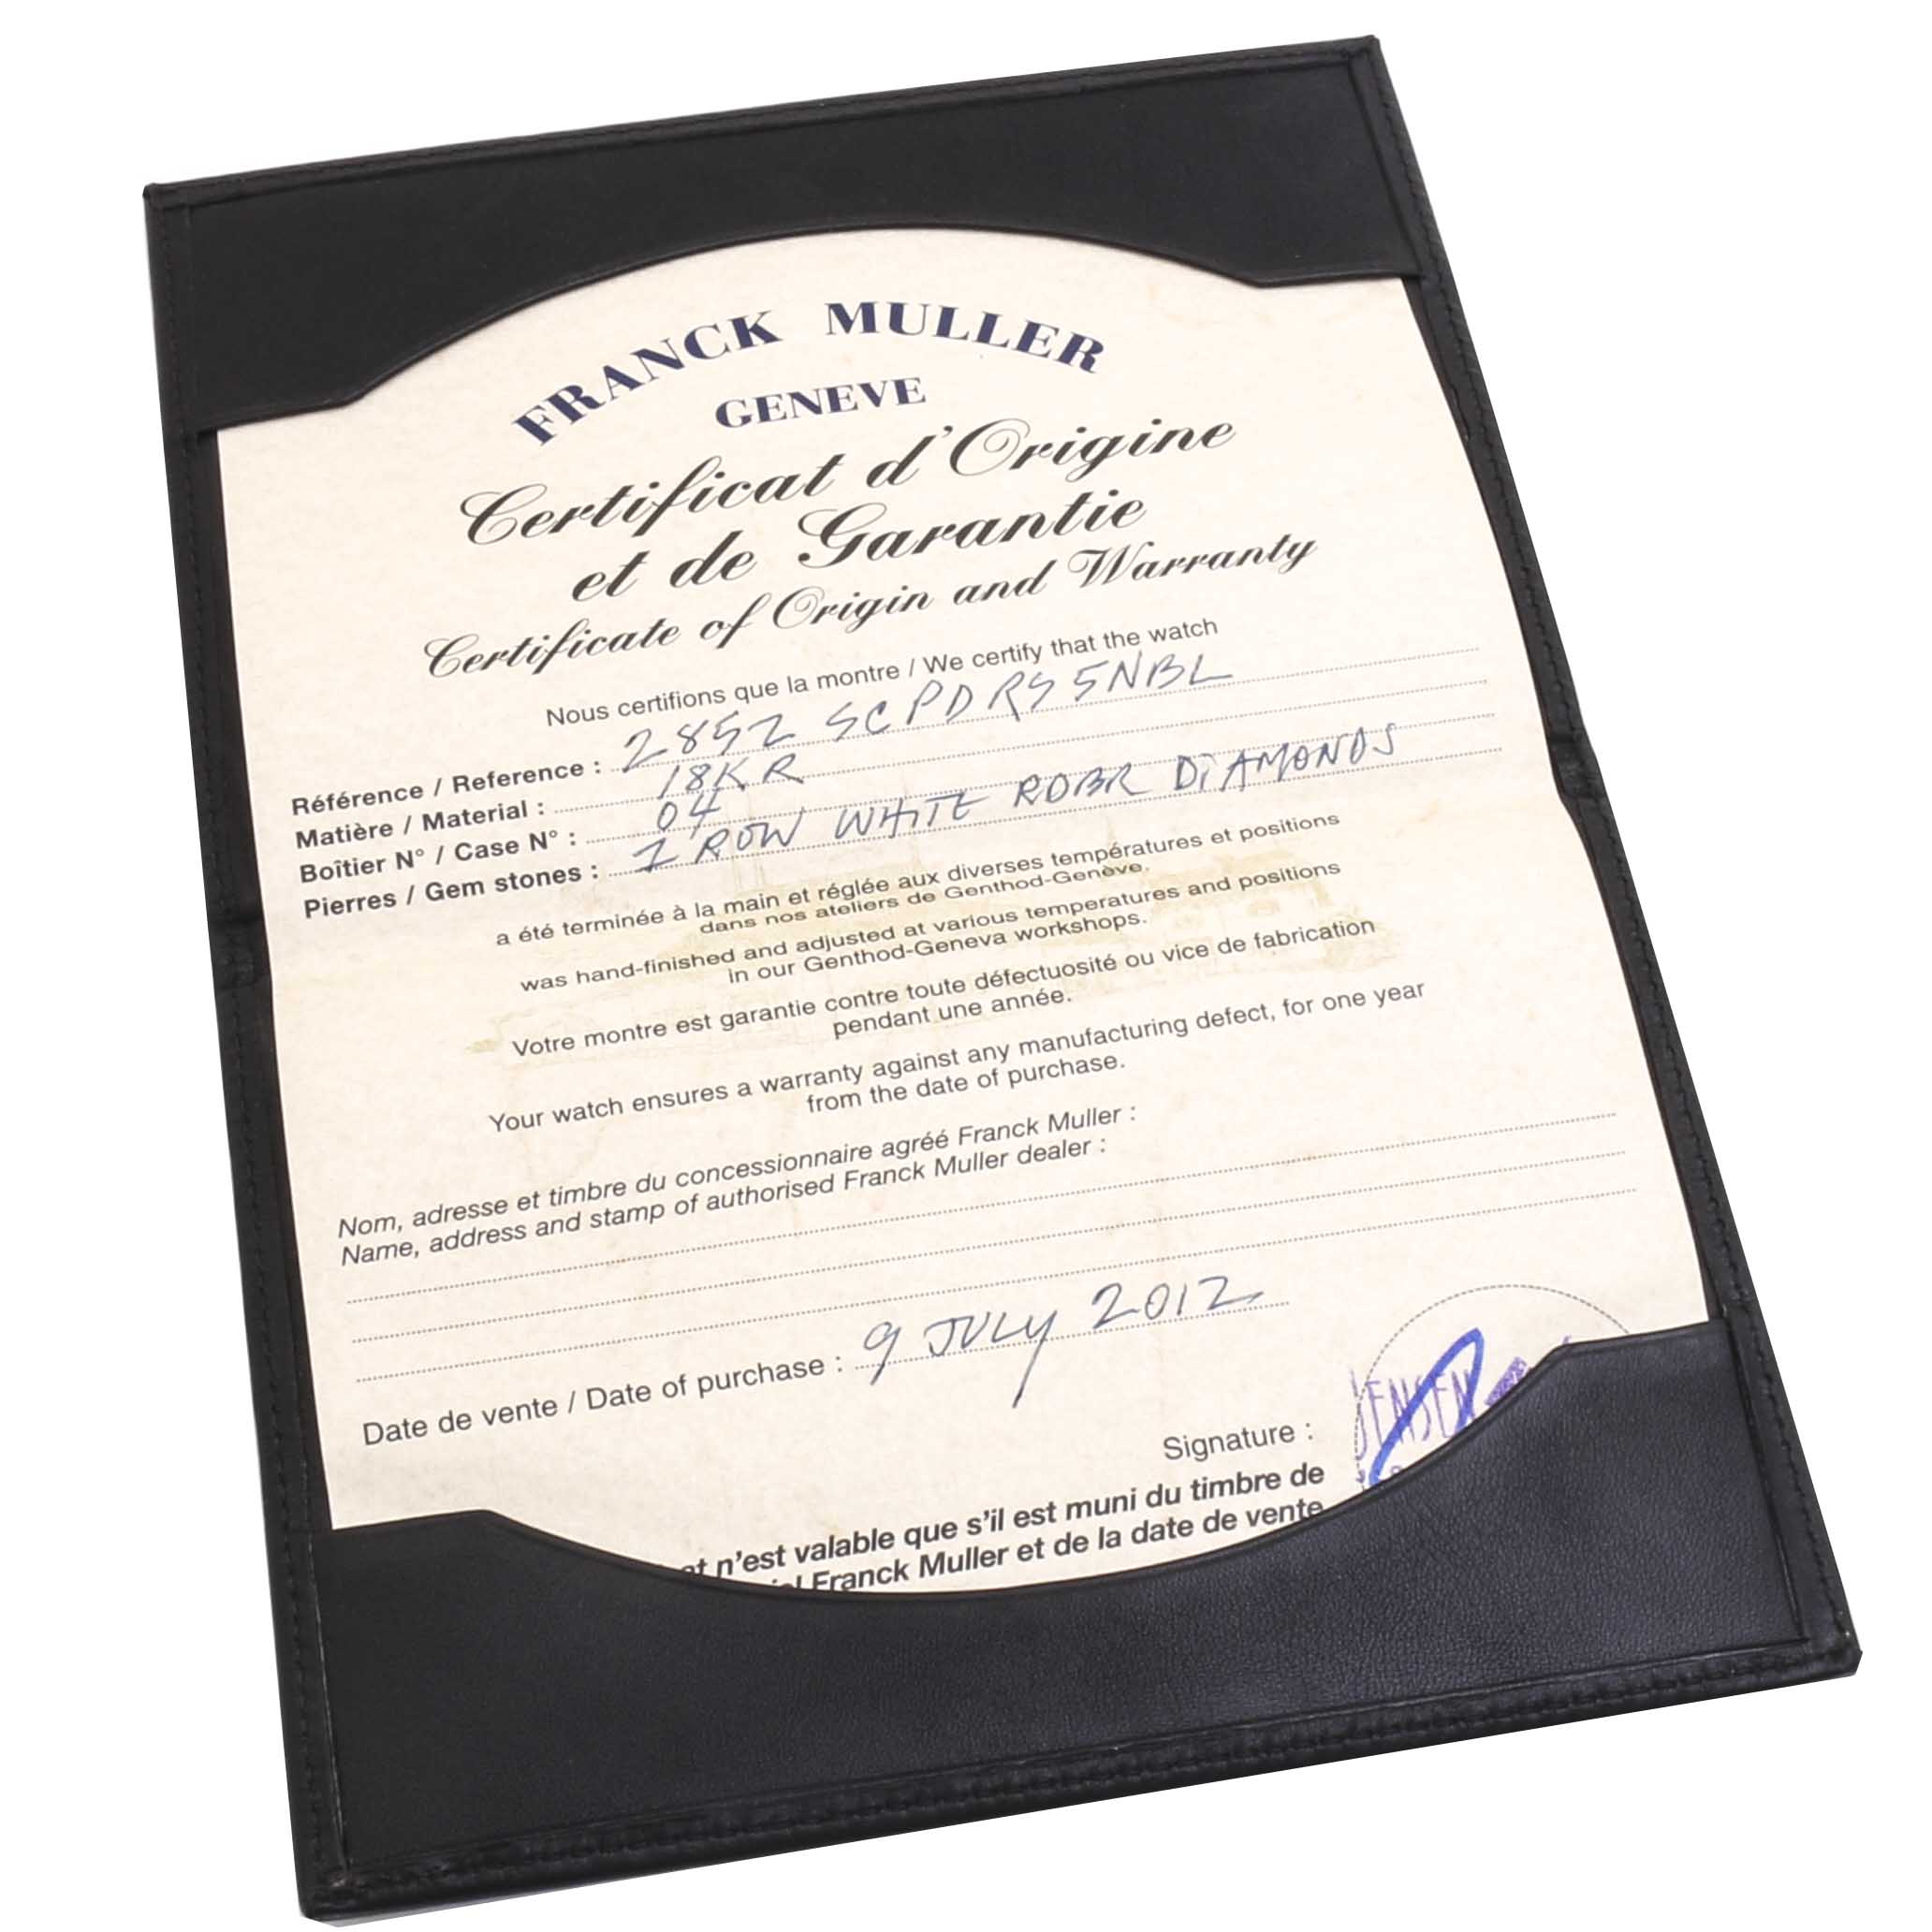 FRANCK MULLER
GENEVE
Certificat d'Origine
et de Garantie
Certificate of Origin and Warranty
Nous certifions que la montre / We certify that the watch
Référence / Reference : 2852 SCPDRS 5NBL
Matière / Material : 18K R
Boîtier N° / Case N° : 04
Pierres / Gem stones : 1 ROW WHITE ROBR DIAMONDS
a été terminée à la main et réglée aux diverses températures et positions
dans nos ateliers de Genthod-Genève.
was hand-finished and adjusted at various temperatures and positions
in our Genthod-Geneva workshops.
Votre montre est garantie contre toute défectuosité ou vice de fabrication
pendant une année.
Your watch ensures a warranty against any manufacturing defect, for one year
from the date of purchase.
Nom, adresse et timbre du concessionnaire agréé Franck Muller :
Name, address and stamp of authorised Franck Muller dealer :
Date de vente / Date of purchase : 9 JULY 2012
Signature :
JENSEN
n'est valable que s'il est muni du timbre de
Franck Muller et de la date de vente